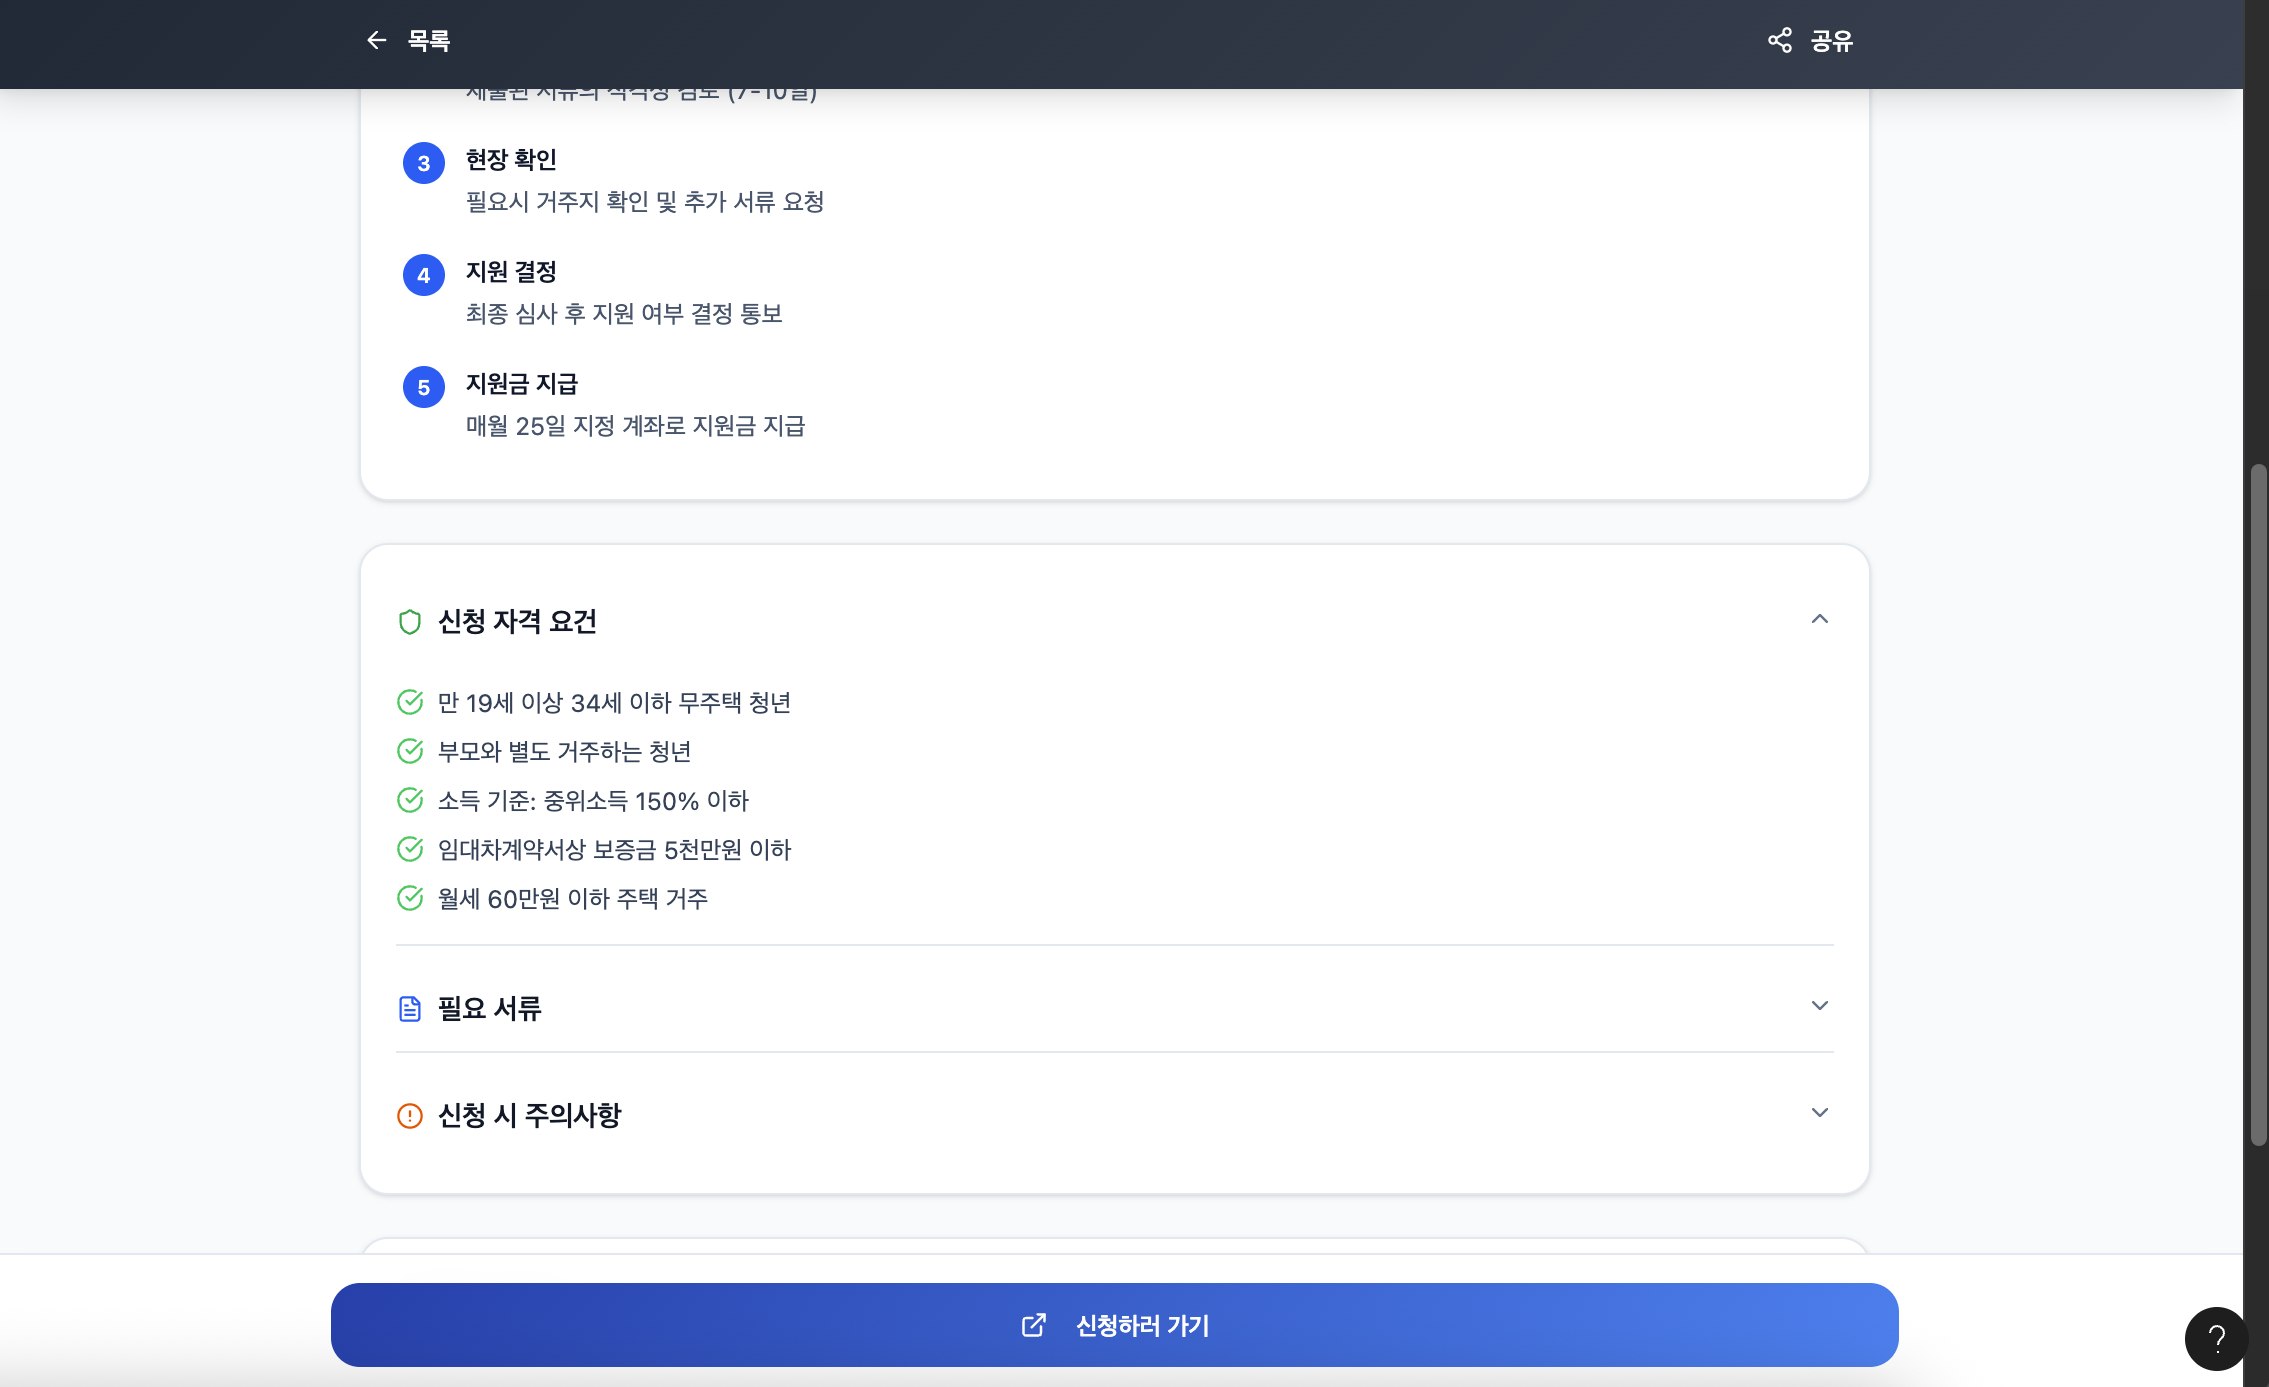 목록
공유
(7-10일)
3
현장 확인
필요시 거주지 확인 및 추가 서류 요청
4
지원 결정
최종 심사 후 지원 여부 결정 통보
5
지원금 지급
매월 25일 지정 계좌로 지원금 지급
신청 자격 요건
만 19세 이상 34세 이하 무주택 청년
부모와 별도 거주하는 청년
소득 기준: 중위소득 150% 이하
임대차계약서상 보증금 5천만원 이하
월세 60만원 이하 주택 거주
필요 서류
신청 시 주의사항
신청하러 가기
?